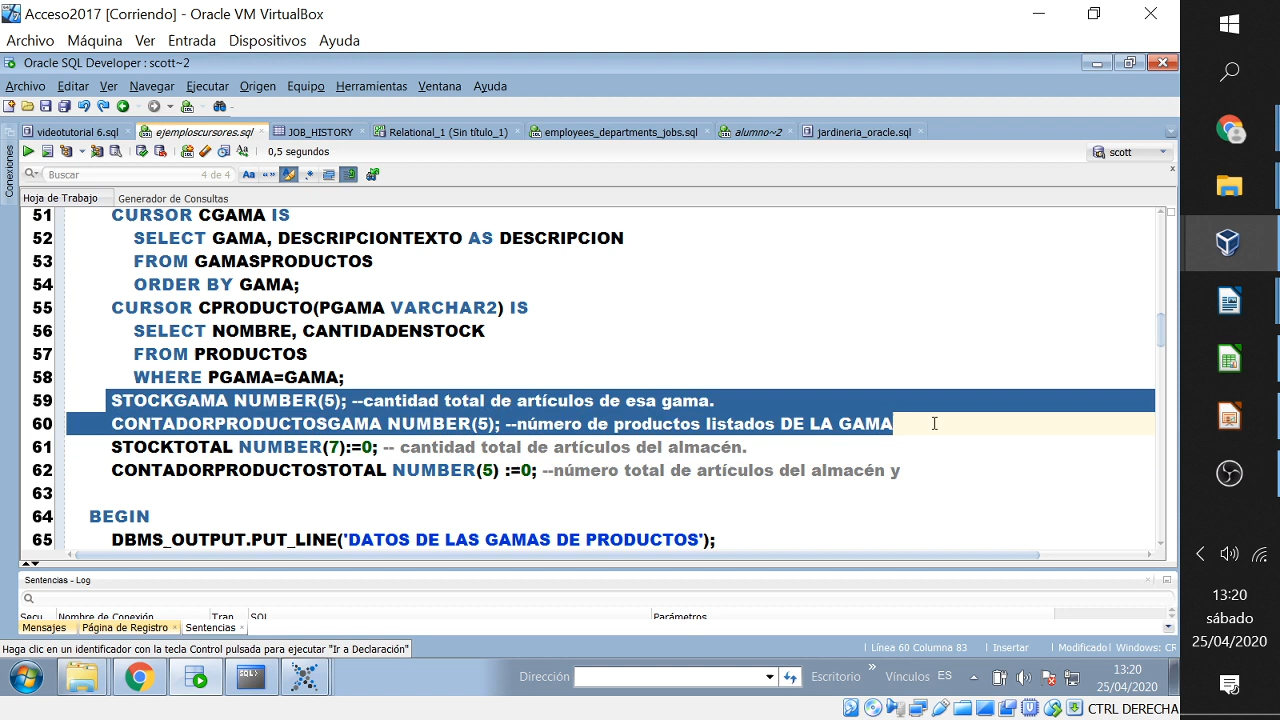 Acceso2017 [Corriendo] - Oracle VM VirtualBox
Archivo Máquina Ver Entrada Dispositivos Ayuda
Oracle SQL Developer : scott~2
Archivo Editar Ver Navegar Ejecutar Origen Equipo Herramientas Ventana Ayuda
videotutorial 6.sql ejemploscursores.sql JOB_HISTORY Relational_1 (Sin título_1) employees_departments_jobs.sql alumno~2 jardineria_oracle.sql
0,5 segundos scott
Conexiones
Buscar 4 de 4 Aa
Hoja de Trabajo Generador de Consultas
51 CURSOR CGAMA IS
52 SELECT GAMA, DESCRIPCIONTEXTO AS DESCRIPCION
53 FROM GAMASPRODUCTOS
54 ORDER BY GAMA;
55 CURSOR CPRODUCTO(PGAMA VARCHAR2) IS
56 SELECT NOMBRE, CANTIDADENSTOCK
57 FROM PRODUCTOS
58 WHERE PGAMA=GAMA;
59 STOCKGAMA NUMBER(5); --cantidad total de artículos de esa gama.
60 CONTADORPRODUCTOSGAMA NUMBER(5); --número de productos listados DE LA GAMA
61 STOCKTOTAL NUMBER(7):=0; -- cantidad total de artículos del almacén.
62 CONTADORPRODUCTOSTOTAL NUMBER(5) :=0; --número total de artículos del almacén y
63
64 BEGIN
65 DBMS_OUTPUT.PUT_LINE('DATOS DE LAS GAMAS DE PRODUCTOS');
Sentencias - Log
Secu Nombre de Conexión Tran SQL Parámetros
Mensajes Página de Registro Sentencias
Haga clic en un identificador con la tecla Control pulsada para ejecutar "Ir a Declaración"
Línea 60 Columna 83 Insertar Modificado Windows: CR
Dirección Escritorio Vínculos ES
13:20
25/04/2020
CTRL DERECHA
13:20
sábado
25/04/2020